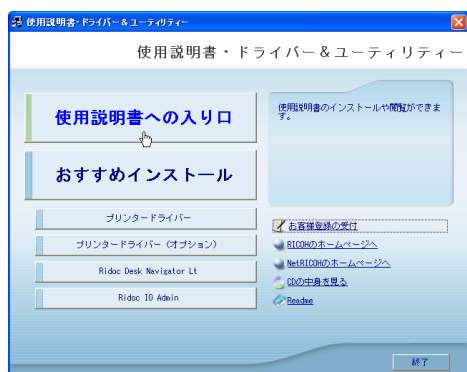 使用説明書・ドライバー&ユーティリティー
使用説明書・ドライバー&ユーティリティー
使用説明書への入り口
使用説明書のインストールや閲覧ができま
す。
おすすめインストール
プリンタードライバー
プリンタードライバー (オプション)
Ridoc Desk Navigator Lt
Ridoc IO Admin
お客様登録の受付
RICOHのホームページへ
NetRICOHのホームページへ
CDの中身を見る
Readme
終了